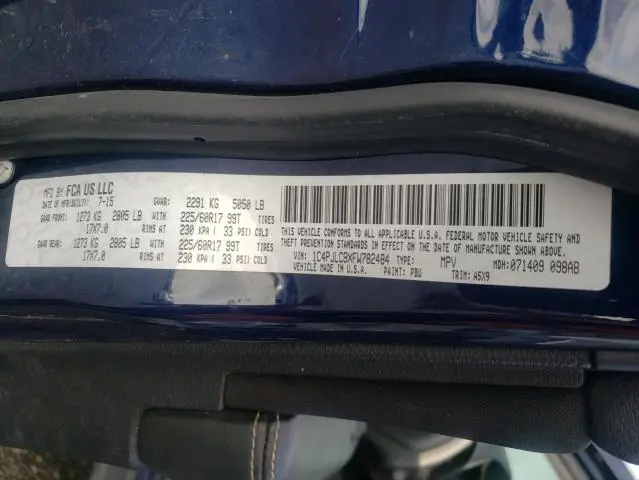 MFD BY FCA US LLC
DATE OF MFR/BILITY: 7-15 GVWR: 2291 KG 5050 LB
GAWR FRONT: 1273 KG 2805 LB WITH 225/60R17 99T TIRES
17X7.0 RIMS AT 230 KPA ( 33 PSI) COLD
GAWR REAR: 1273 KG 2805 LB WITH 225/60R17 99T TIRES
17X7.0 RIMS AT 230 KPA ( 33 PSI) COLD
THIS VEHICLE CONFORMS TO ALL APPLICABLE U.S.A. FEDERAL MOTOR VEHICLE SAFETY AND
THEFT PREVENTION STANDARDS IN EFFECT ON THE DATE OF MANUFACTURE SHOWN ABOVE.
VIN: 1C4PJLCBXFW782484 TYPE: MPV MDH: 071409 098AB
MADE IN U.S.A. PAINT: PBU TRIM: A5X9